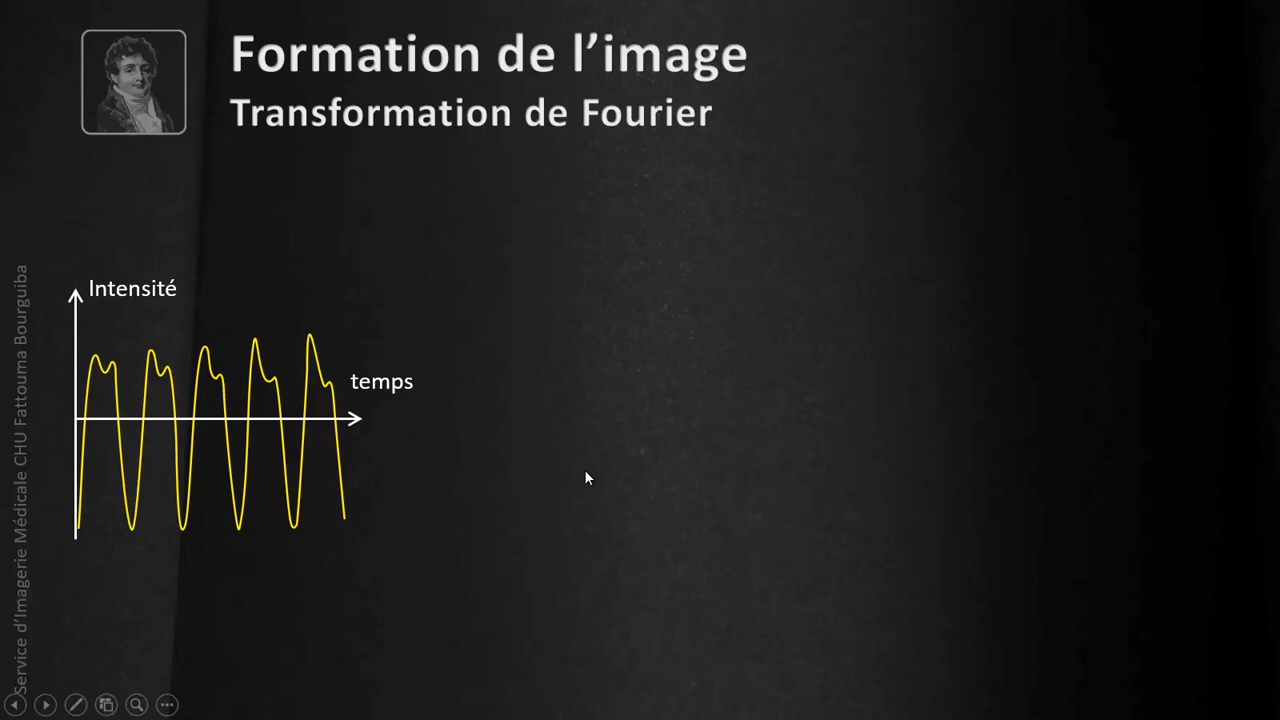 Formation de l’image
Transformation de Fourier
Intensité
temps
Service d’Imagerie Médicale CHU Fattouma Bourguiba